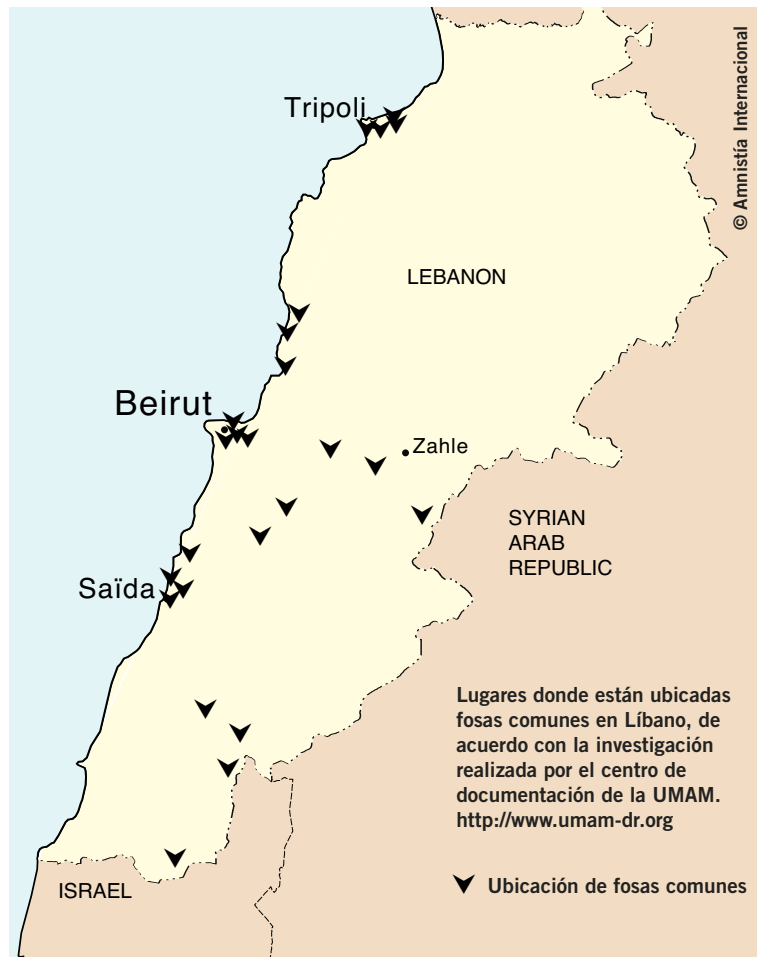 © Amnistía Internacional
Tripoli
LEBANON
Beirut
Zahle
SYRIAN
ARAB
REPUBLIC
Saïda
Lugares donde están ubicadas
fosas comunes en Líbano, de
acuerdo con la investigación
realizada por el centro de
documentación de la UMAM.
http://www.umam-dr.org
Ubicación de fosas comunes
ISRAEL